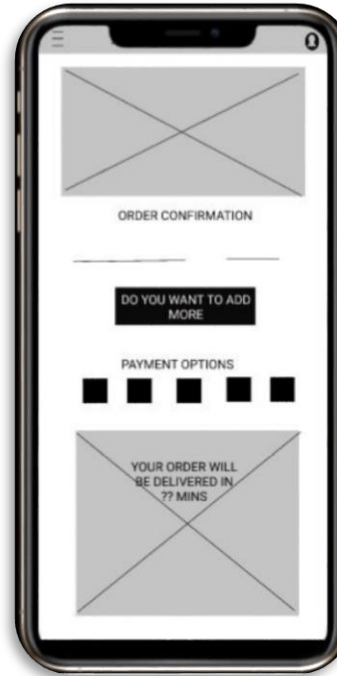 ORDER CONFIRMATION
DO YOU WANT TO ADD
MORE
PAYMENT OPTIONS
YOUR ORDER WILL
BE DELIVERED IN
?? MINS